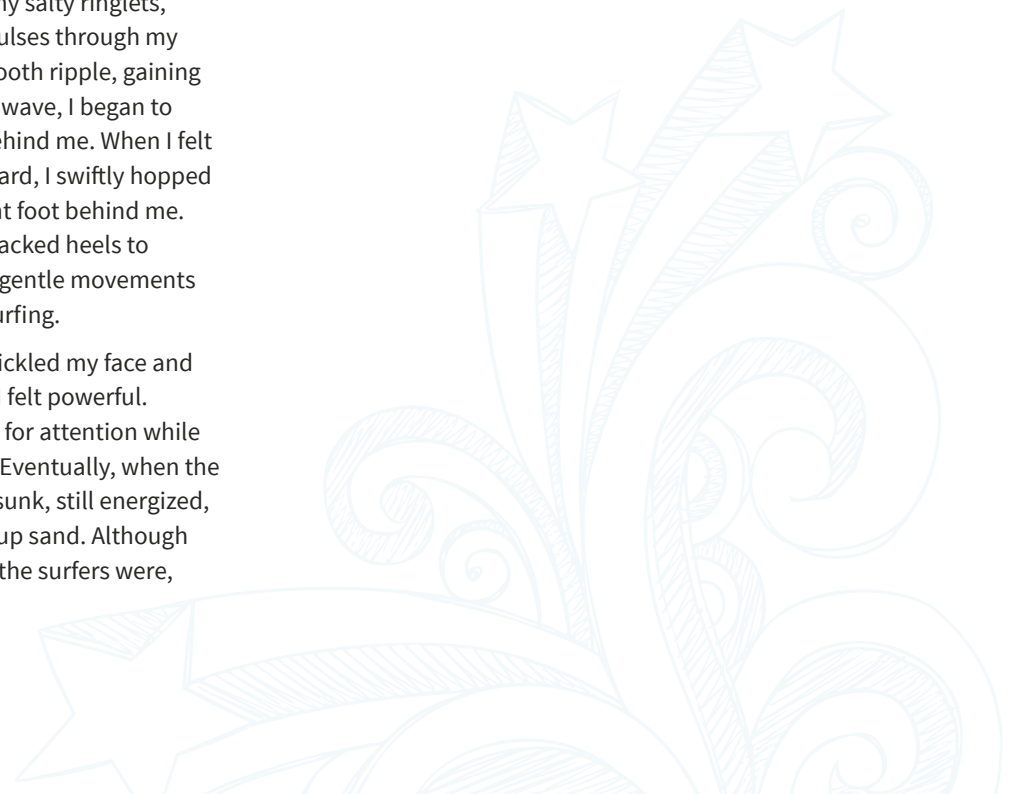 ny salty ringlets,
ulses through my
ooth ripple, gaining
wave, I began to
ehind me. When I felt
ard, I swiftly hopped
nt foot behind me.
acked heels to
gentle movements
urfing.
ickled my face and
felt powerful.
for attention while
Eventually, when the
sunk, still energized,
up sand. Although
the surfers were,